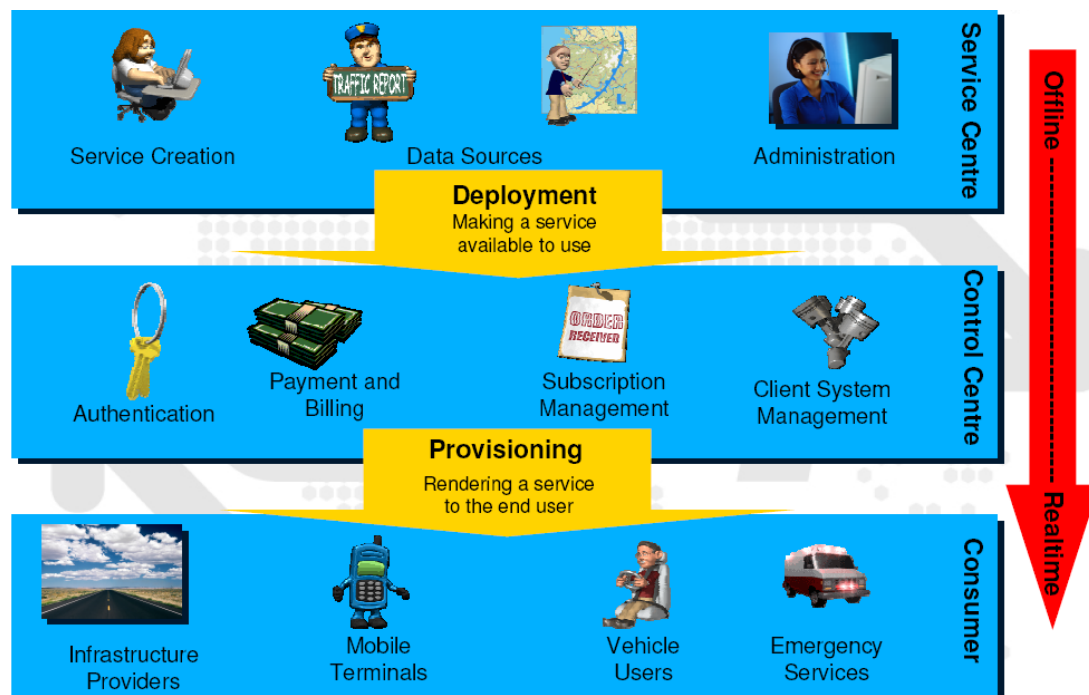 TRAFFIC REPORT
Service Creation
Data Sources
Administration
Service Centre
Deployment
Making a service
available to use
ORDER
RECEIVED
Authentication
Payment and
Billing
Subscription
Management
Client System
Management
Control Centre
Provisioning
Rendering a service
to the end user
Infrastructure
Providers
Mobile
Terminals
Vehicle
Users
Emergency
Services
Consumer
Offline
Realtime